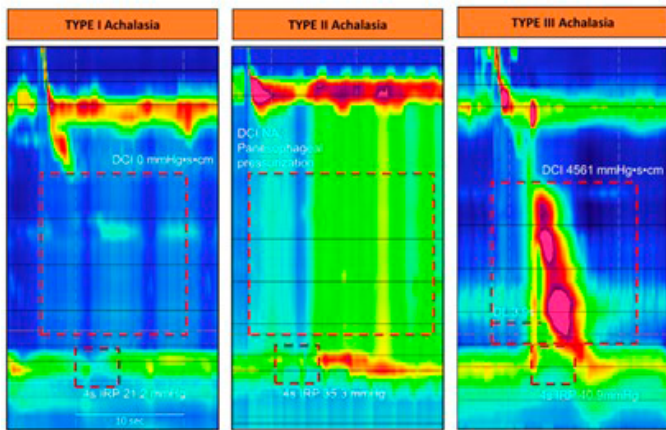 TYPE I Achalasia
DCI 0 mmHg•s•cm
4s IRP 21.2 mmHg
10 sec
TYPE II Achalasia
DCI NA
Panesophageal
pressurization
4s IRP 35.3 mmHg
TYPE III Achalasia
DCI 4561 mmHg•s•cm
4s IRP 40.9mmHg